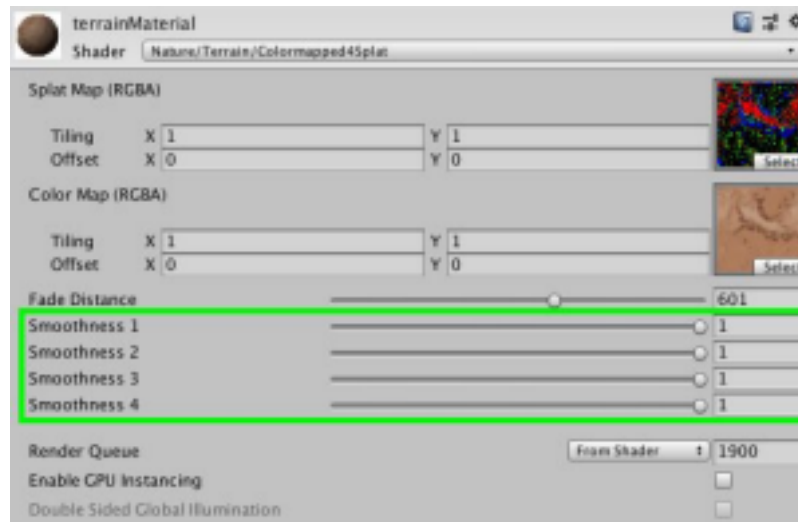 terrainMaterial
Shader Nature/Terrain/Colormapped4Splat
Splat Map (RGBA)
Tiling X 1 Y 1
Offset X 0 Y 0
Select
Color Map (RGBA)
Tiling X 1 Y 1
Offset X 0 Y 0
Select
Fade Distance 601
Smoothness 1 1
Smoothness 2 1
Smoothness 3 1
Smoothness 4 1
Render Queue From Shader 1900
Enable GPU Instancing
Double Sided Global Illumination